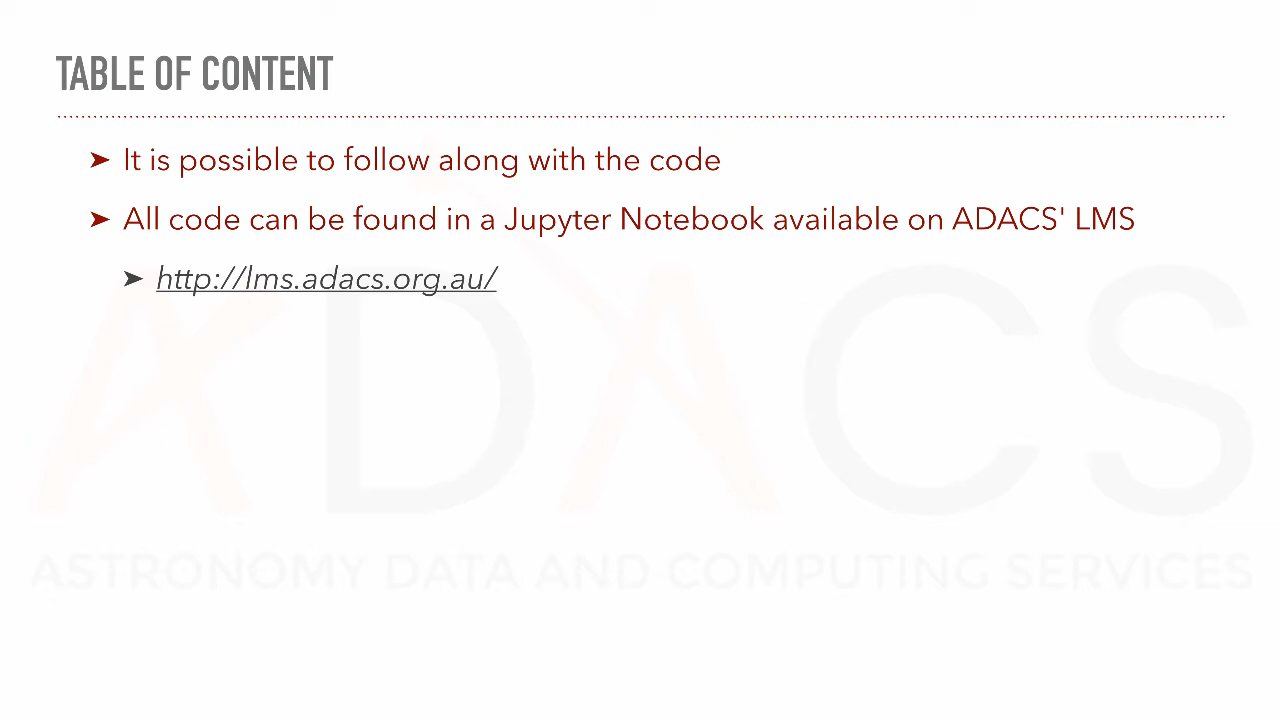 TABLE OF CONTENT
➤ It is possible to follow along with the code
➤ All code can be found in a Jupyter Notebook available on ADACS' LMS
➤ http://lms.adacs.org.au/
ADACS
ASTRONOMY DATA AND COMPUTING SERVICES